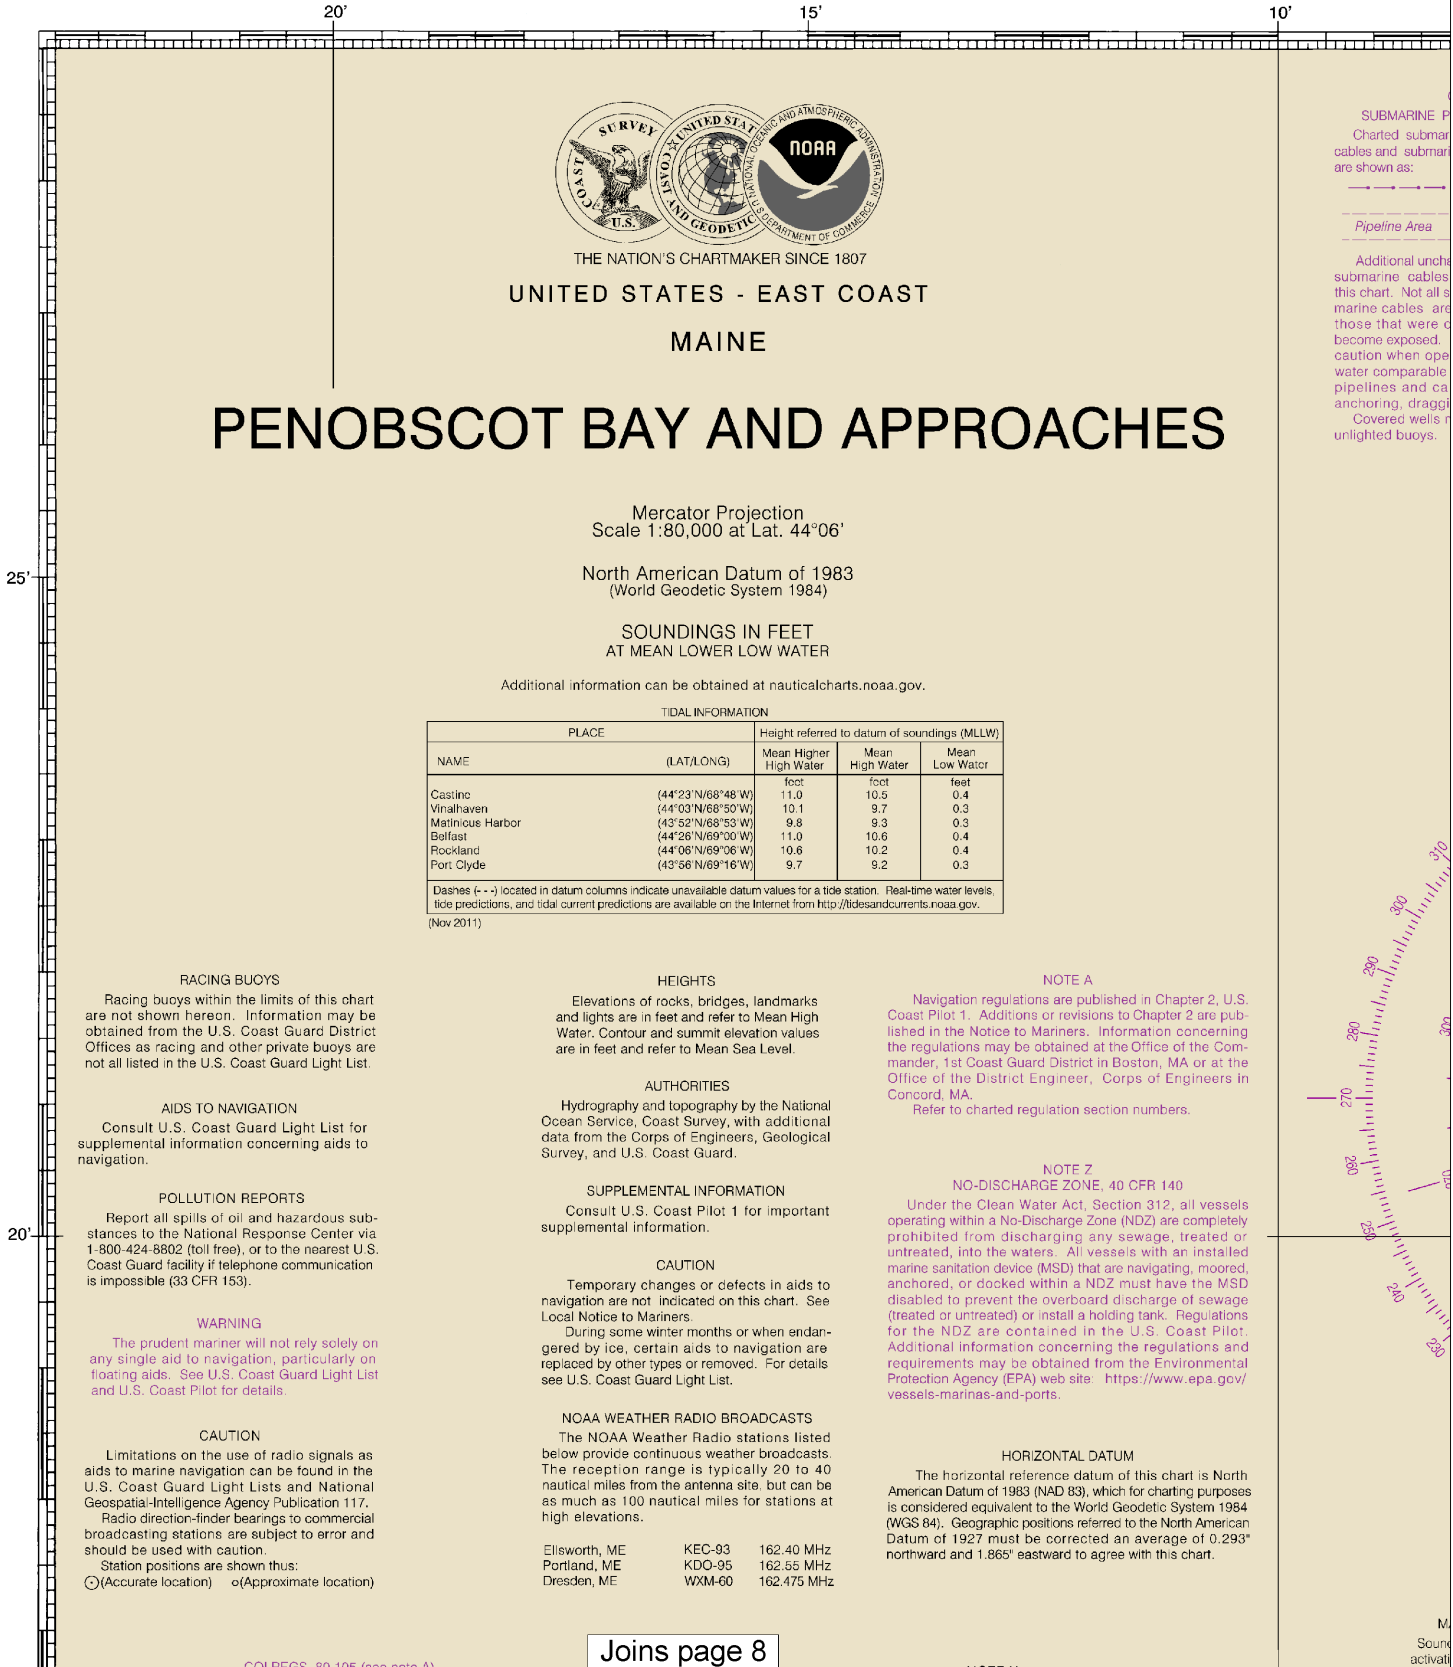 20' 15' 10'
SURVEY
COAST
U.S.
UNITED STAT
COAST
AND GEODETIC
NATIONAL OCEANIC AND ATMOSPHERIC ADMINISTRATION
NOAA
U.S. DEPARTMENT OF COMMERCE
THE NATION'S CHARTMAKER SINCE 1807
UNITED STATES - EAST COAST
MAINE
PENOBSCOT BAY AND APPROACHES
Mercator Projection
Scale 1:80,000 at Lat. 44°06'
North American Datum of 1983
(World Geodetic System 1984)
SOUNDINGS IN FEET
AT MEAN LOWER LOW WATER
Additional information can be obtained at nauticalcharts.noaa.gov.
TIDAL INFORMATION
PLACE Height referred to datum of soundings (MLLW)
NAME (LAT/LONG) Mean Higher High Water Mean High Water Mean Low Water
feet feet feet
Castine (44°23'N/68°48'W) 11.0 10.5 0.4
Vinalhaven (44°03'N/68°50'W) 10.1 9.7 0.3
Matinicus Harbor (43°52'N/68°53'W) 9.8 9.3 0.3
Belfast (44°26'N/69°00'W) 11.0 10.6 0.4
Rockland (44°06'N/69°06'W) 10.6 10.2 0.4
Port Clyde (43°56'N/69°16'W) 9.7 9.2 0.3
Dashes (- - -) located in datum columns indicate unavailable datum values for a tide station. Real-time water levels,
tide predictions, and tidal current predictions are available on the Internet from http://tidesandcurrents.noaa.gov.
(Nov 2011)
25'
20'
RACING BUOYS
Racing buoys within the limits of this chart
are not shown hereon. Information may be
obtained from the U.S. Coast Guard District
Offices as racing and other private buoys are
not all listed in the U.S. Coast Guard Light List.
AIDS TO NAVIGATION
Consult U.S. Coast Guard Light List for
supplemental information concerning aids to
navigation.
POLLUTION REPORTS
Report all spills of oil and hazardous sub-
stances to the National Response Center via
1-800-424-8802 (toll free), or to the nearest U.S.
Coast Guard facility if telephone communication
is impossible (33 CFR 153).
WARNING
The prudent mariner will not rely solely on
any single aid to navigation, particularly on
floating aids. See U.S. Coast Guard Light List
and U.S. Coast Pilot for details.
CAUTION
Limitations on the use of radio signals as
aids to marine navigation can be found in the
U.S. Coast Guard Light Lists and National
Geospatial-Intelligence Agency Publication 117.
Radio direction-finder bearings to commercial
broadcasting stations are subject to error and
should be used with caution.
Station positions are shown thus:
(Accurate location) o(Approximate location)
HEIGHTS
Elevations of rocks, bridges, landmarks
and lights are in feet and refer to Mean High
Water. Contour and summit elevation values
are in feet and refer to Mean Sea Level.
AUTHORITIES
Hydrography and topography by the National
Ocean Service, Coast Survey, with additional
data from the Corps of Engineers, Geological
Survey, and U.S. Coast Guard.
SUPPLEMENTAL INFORMATION
Consult U.S. Coast Pilot 1 for important
supplemental information.
CAUTION
Temporary changes or defects in aids to
navigation are not indicated on this chart. See
Local Notice to Mariners.
During some winter months or when endan-
gered by ice, certain aids to navigation are
replaced by other types or removed. For details
see U.S. Coast Guard Light List.
NOAA WEATHER RADIO BROADCASTS
The NOAA Weather Radio stations listed
below provide continuous weather broadcasts.
The reception range is typically 20 to 40
nautical miles from the antenna site, but can be
as much as 100 nautical miles for stations at
high elevations.
Ellsworth, ME KEC-93 162.40 MHz
Portland, ME KDO-95 162.55 MHz
Dresden, ME WXM-60 162.475 MHz
NOTE A
Navigation regulations are published in Chapter 2, U.S.
Coast Pilot 1. Additions or revisions to Chapter 2 are pub-
lished in the Notice to Mariners. Information concerning
the regulations may be obtained at the Office of the Com-
mander, 1st Coast Guard District in Boston, MA or at the
Office of the District Engineer, Corps of Engineers in
Concord, MA.
Refer to charted regulation section numbers.
NOTE Z
NO-DISCHARGE ZONE, 40 CFR 140
Under the Clean Water Act, Section 312, all vessels
operating within a No-Discharge Zone (NDZ) are completely
prohibited from discharging any sewage, treated or
untreated, into the waters. All vessels with an installed
marine sanitation device (MSD) that are navigating, moored,
anchored, or docked within a NDZ must have the MSD
disabled to prevent the overboard discharge of sewage
(treated or untreated) or install a holding tank. Regulations
for the NDZ are contained in the U.S. Coast Pilot.
Additional information concerning the regulations and
requirements may be obtained from the Environmental
Protection Agency (EPA) web site: https://www.epa.gov/
vessels-marinas-and-ports.
HORIZONTAL DATUM
The horizontal reference datum of this chart is North
American Datum of 1983 (NAD 83), which for charting purposes
is considered equivalent to the World Geodetic System 1984
(WGS 84). Geographic positions referred to the North American
Datum of 1927 must be corrected an average of 0.293"
northward and 1.865" eastward to agree with this chart.
SUBMARINE P
Charted submar
cables and submari
are shown as:
Pipeline Area
Additional uncha
submarine cables
this chart. Not all s
marine cables are
those that were
become exposed.
caution when ope
water comparable
pipelines and ca
anchoring, draggi
Covered wells
unlighted buoys.
310
300
290
280
270
260
250
240
230
300
Soun
activati
Joins page 8
COLREGS, 80.105 (see note A)